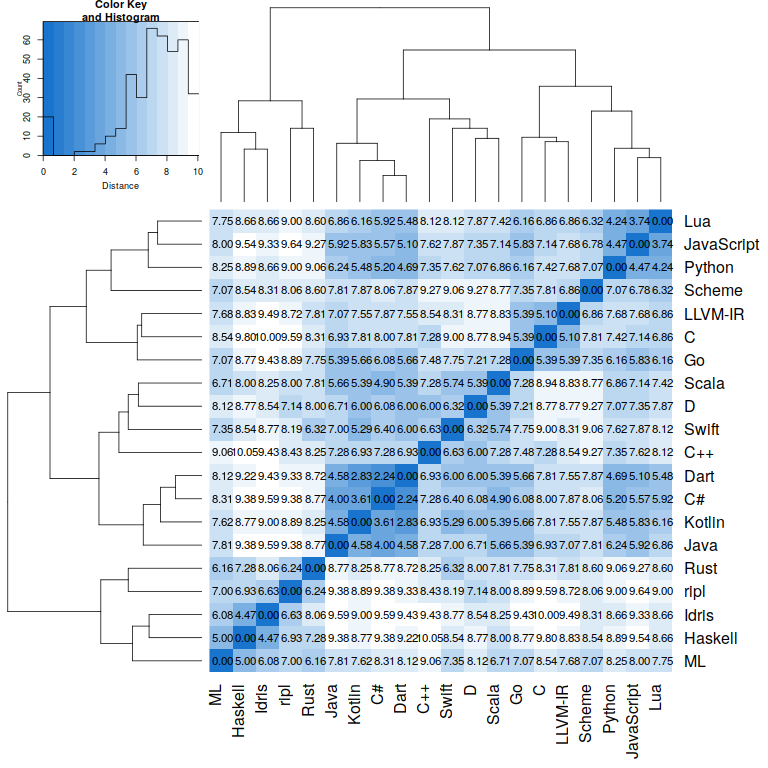 Color Key
and Histogram
Count
0 10 20 30 40 50 60
0 2 4 6 8 10
Distance
7.75 8.66 8.66 9.00 8.60 6.86 6.16 5.92 5.48 8.12 8.12 7.87 7.42 6.16 6.86 6.86 6.32 4.24 3.74 0.00 Lua
8.00 9.54 9.33 9.64 9.27 5.92 5.83 5.57 5.10 7.62 7.87 7.35 7.14 5.83 7.14 7.68 6.78 4.47 0.00 3.74 JavaScript
8.25 8.89 8.66 9.00 9.06 6.24 5.48 5.20 4.69 7.35 7.62 7.07 6.86 6.16 7.42 7.68 7.07 0.00 4.47 4.24 Python
7.07 8.54 8.31 8.06 8.60 7.81 7.87 8.06 7.87 9.27 9.06 9.27 8.77 7.35 7.81 6.86 0.00 7.07 6.78 6.32 Scheme
7.68 8.83 9.49 8.72 7.81 7.07 7.55 7.87 7.55 8.54 8.31 8.77 8.83 5.39 5.10 0.00 6.86 7.68 7.68 6.86 LLVM-IR
8.54 9.80 10.00 9.59 8.31 6.93 7.81 8.00 7.81 7.28 9.00 8.77 8.94 5.39 0.00 5.10 7.81 7.42 7.14 6.86 C
7.07 8.77 9.43 8.89 7.75 5.39 5.66 6.08 5.66 7.48 7.75 7.21 7.28 0.00 5.39 5.39 7.35 6.16 5.83 6.16 Go
6.71 8.00 8.25 8.00 7.81 5.66 5.39 4.90 5.39 7.28 5.74 5.39 0.00 7.28 8.94 8.83 8.77 6.86 7.14 7.42 Scala
8.12 8.77 8.54 7.14 8.00 6.71 6.00 6.08 6.00 6.00 6.32 0.00 5.39 7.21 8.77 8.77 9.27 7.07 7.35 7.87 D
7.35 8.54 8.77 8.19 6.32 7.00 5.29 6.40 6.00 6.63 0.00 6.32 5.74 7.75 9.00 8.31 9.06 7.62 7.87 8.12 Swift
9.06 10.05 9.43 8.43 8.25 7.28 6.93 7.28 6.93 0.00 6.63 6.00 7.28 7.48 7.28 8.54 9.27 7.35 7.62 8.12 C++
8.12 9.22 9.43 9.33 8.72 4.58 2.83 2.24 0.00 6.93 6.00 6.00 5.39 5.66 7.81 7.55 7.87 4.69 5.10 5.48 Dart
8.31 9.38 9.59 9.38 8.77 4.00 3.61 0.00 2.24 7.28 6.40 6.08 4.90 6.08 8.00 7.87 8.06 5.20 5.57 5.92 C#
7.62 8.77 9.00 8.89 8.25 4.58 0.00 3.61 2.83 6.93 5.29 6.00 5.39 5.66 7.81 7.55 7.87 5.48 5.83 6.16 Kotlin
7.81 9.38 9.59 9.38 8.77 0.00 4.58 4.00 4.58 7.28 7.00 6.71 5.66 5.39 6.93 7.07 7.81 6.24 5.92 6.86 Java
6.16 7.28 8.06 6.24 0.00 8.77 8.25 8.77 8.72 8.25 6.32 8.00 7.81 7.75 8.31 7.81 8.60 9.06 9.27 8.60 Rust
7.00 6.93 6.63 0.00 6.24 9.38 8.89 9.38 9.33 8.43 8.19 7.14 8.00 8.89 9.59 8.72 8.06 9.00 9.64 9.00 ripl
6.08 4.47 0.00 6.63 8.06 9.59 9.00 9.59 9.43 9.43 8.77 8.54 8.25 9.43 10.00 9.49 8.31 8.66 9.33 8.66 Idris
5.00 0.00 4.47 6.93 7.28 9.38 8.77 9.38 9.22 10.05 8.54 8.77 8.00 8.77 9.80 8.83 8.54 8.89 9.54 8.66 Haskell
0.00 5.00 6.08 7.00 6.16 7.81 7.62 8.31 8.12 9.06 7.35 8.12 6.71 7.07 8.54 7.68 7.07 8.25 8.00 7.75 ML
ML Haskell Idris ripl Rust Java Kotlin C# Dart C++ Swift D Scala Go C LLVM-IR Scheme Python JavaScript Lua